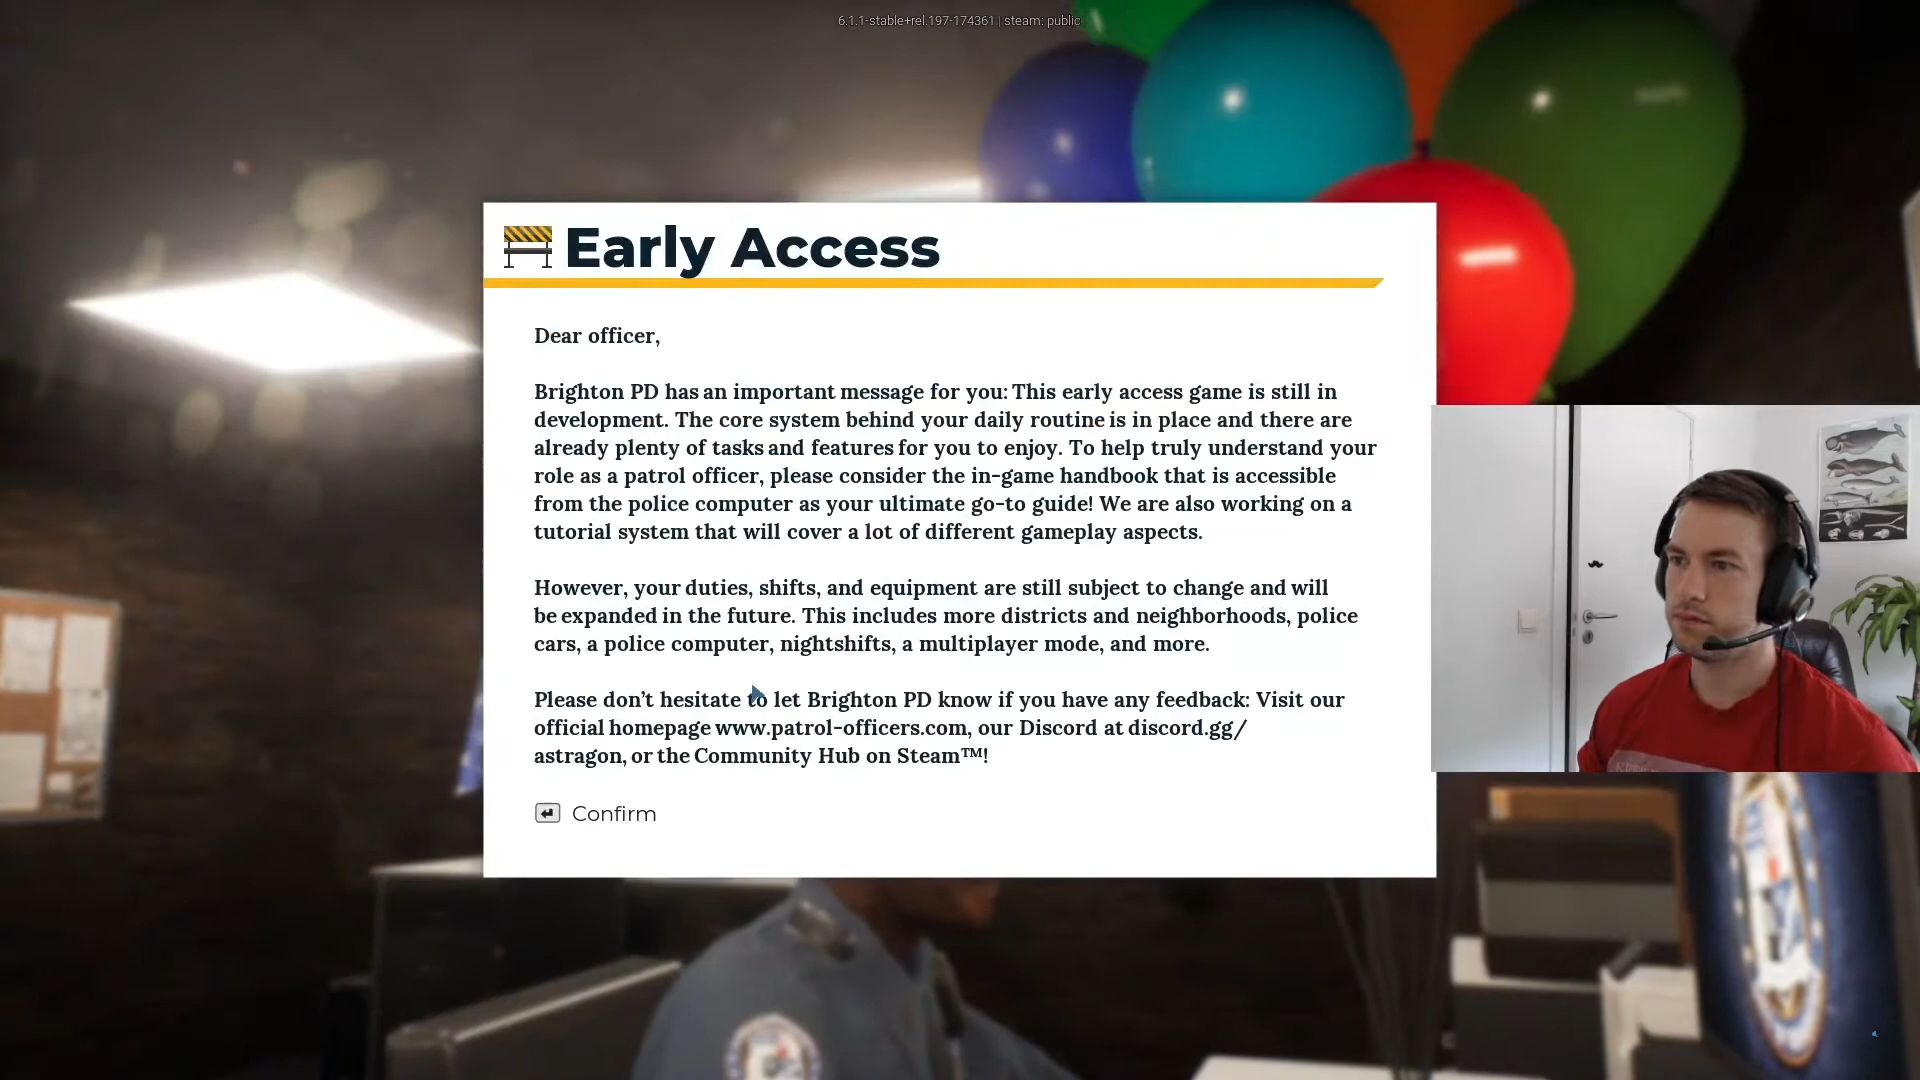 6.1.1-stable+rel.197-174361 | steam: public
Early Access
Dear officer,
Brighton PD has an important message for you: This early access game is still in
development. The core system behind your daily routine is in place and there are
already plenty of tasks and features for you to enjoy. To help truly understand your
role as a patrol officer, please consider the in-game handbook that is accessible
from the police computer as your ultimate go-to guide! We are also working on a
tutorial system that will cover a lot of different gameplay aspects.
However, your duties, shifts, and equipment are still subject to change and will
be expanded in the future. This includes more districts and neighborhoods, police
cars, a police computer, nightshifts, a multiplayer mode, and more.
Please don’t hesitate to let Brighton PD know if you have any feedback: Visit our
official homepage www.patrol-officers.com, our Discord at discord.gg/
astragon, or the Community Hub on Steam™!
Confirm